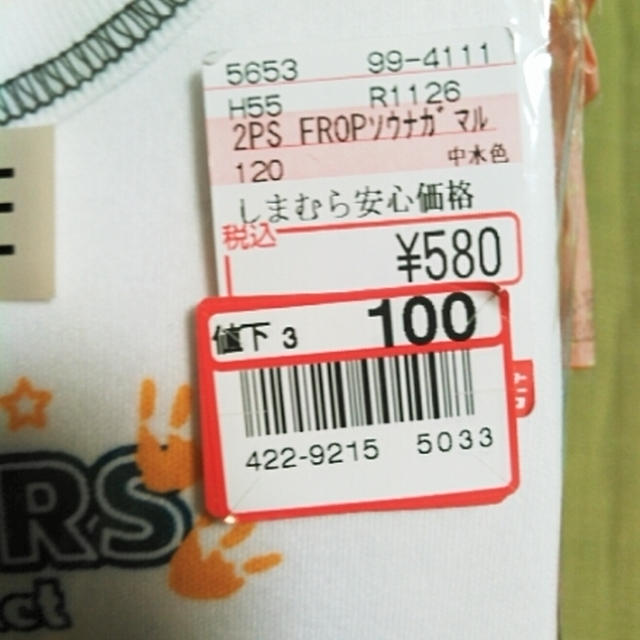 5653 99-4111
H55 R1126
2PS FROPソウナガマル
120 中水色
しまむら安心価格
税込
¥580
値下3 100
422-9215 5033
RS
ct